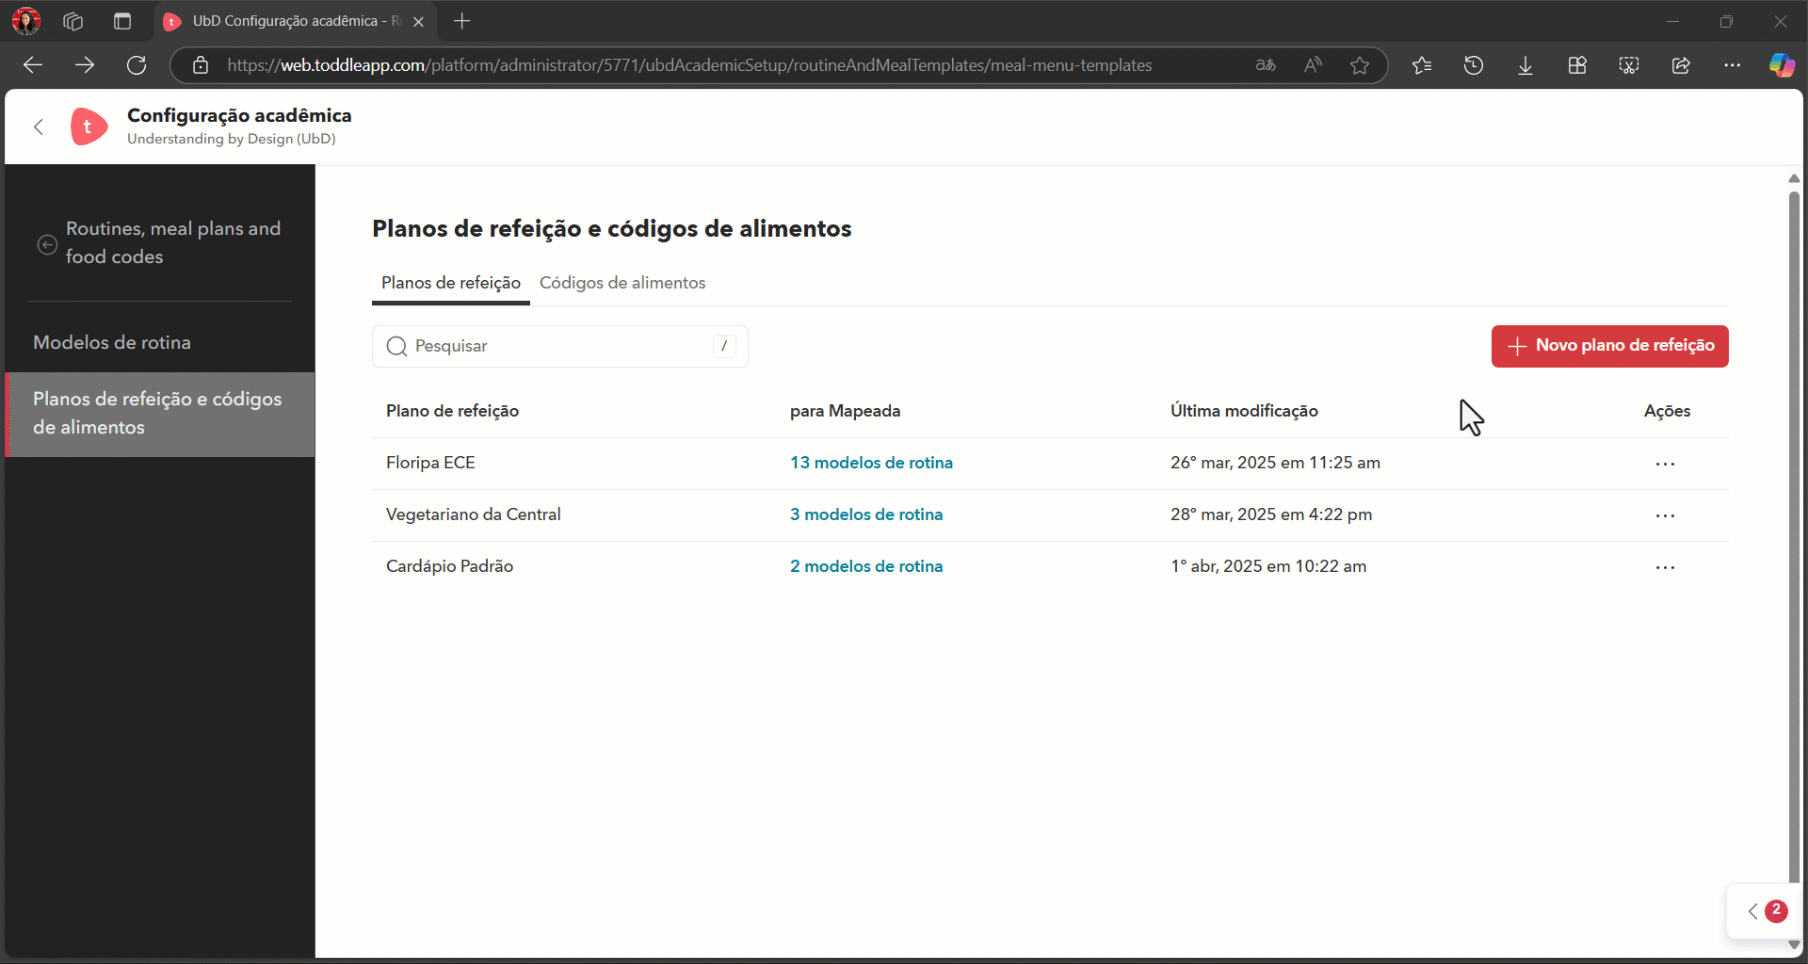 UbD Configuração acadêmica - R
https://web.toddleapp.com/platform/administrator/5771/ubdAcademicSetup/routineAndMealTemplates/meal-menu-templates
t
Configuração acadêmica
Understanding by Design (UbD)
Routines, meal plans and
food codes
Modelos de rotina
Planos de refeição e códigos
de alimentos
Planos de refeição e códigos de alimentos
Planos de refeição Códigos de alimentos
Pesquisar /
Novo plano de refeição
Plano de refeição para Mapeada Última modificação Ações
Floripa ECE 13 modelos de rotina 26º mar, 2025 em 11:25 am
Vegetariano da Central 3 modelos de rotina 28º mar, 2025 em 4:22 pm
Cardápio Padrão 2 modelos de rotina 1º abr, 2025 em 10:22 am
2